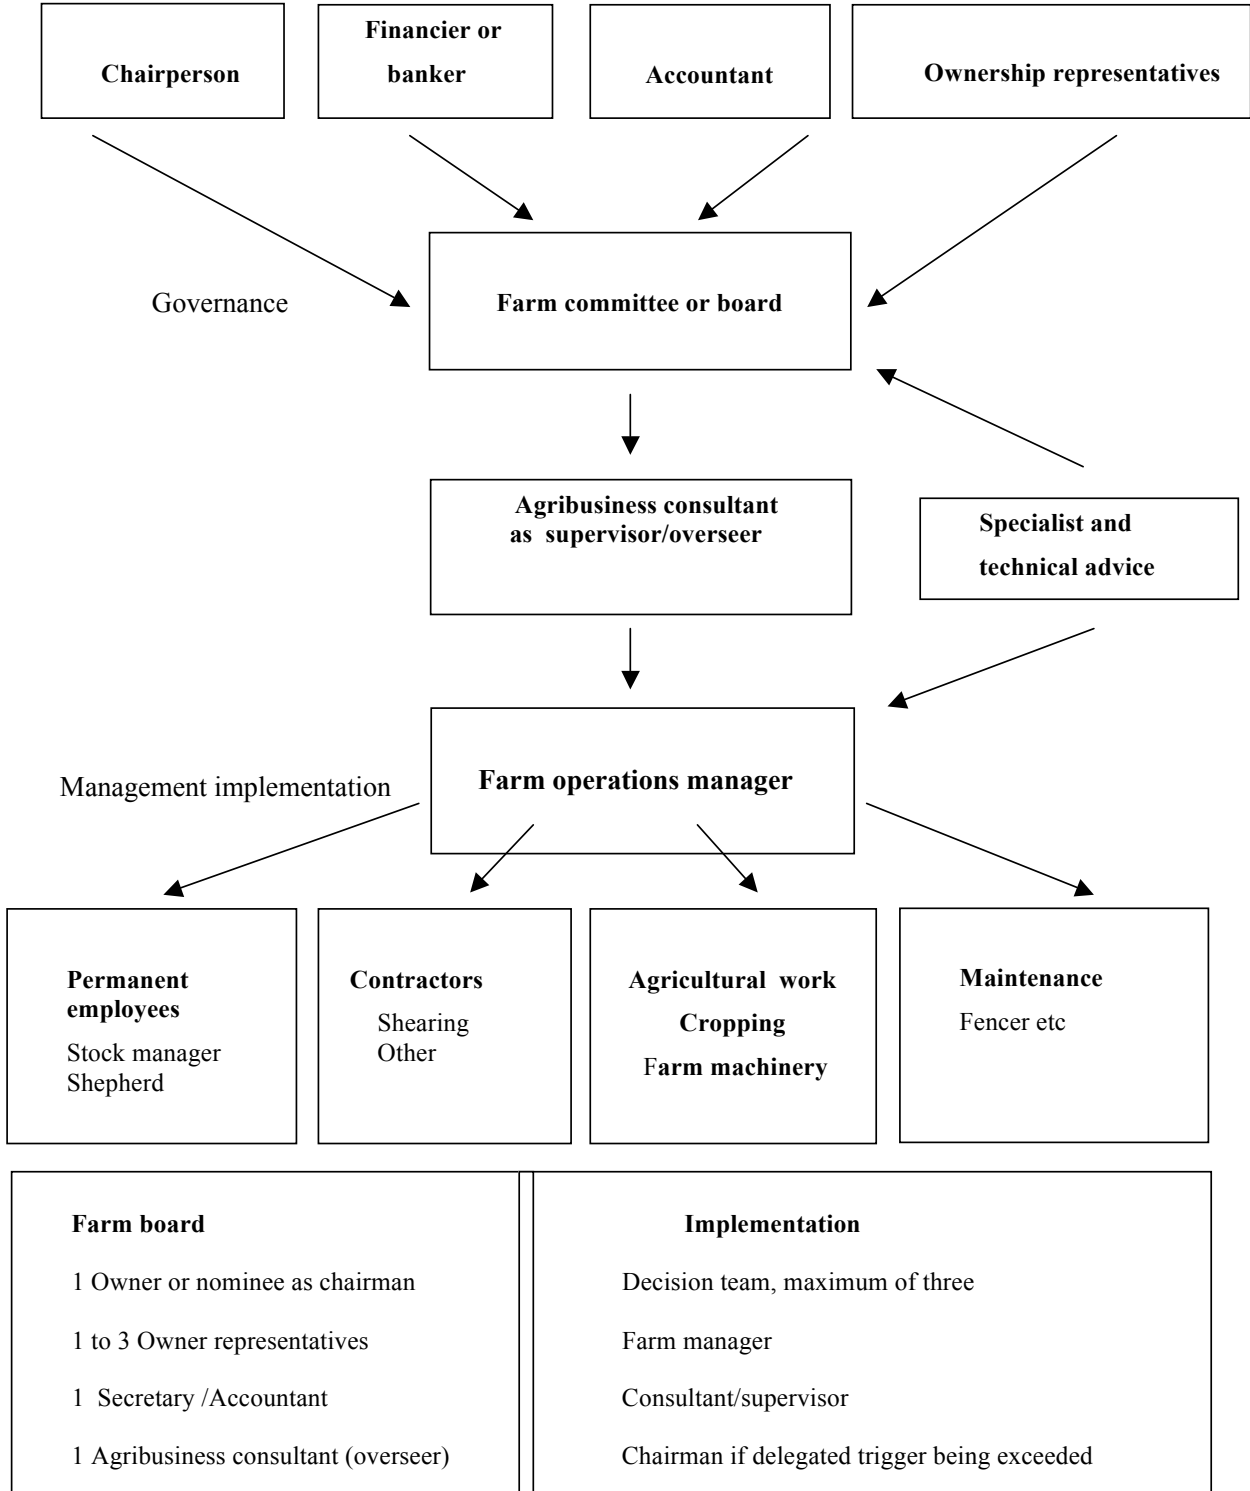 Chairperson
Financier or
banker
Accountant
Ownership representatives
Governance
Farm committee or board
Agribusiness consultant
as supervisor/overseer
Specialist and
technical advice
Management implementation
Farm operations manager
Permanent
employees
Stock manager
Shepherd
Contractors
Shearing
Other
Agricultural work
Cropping
Farm machinery
Maintenance
Fencer etc
Farm board
1 Owner or nominee as chairman
1 to 3 Owner representatives
1 Secretary /Accountant
1 Agribusiness consultant (overseer)
Implementation
Decision team, maximum of three
Farm manager
Consultant/supervisor
Chairman if delegated trigger being exceeded